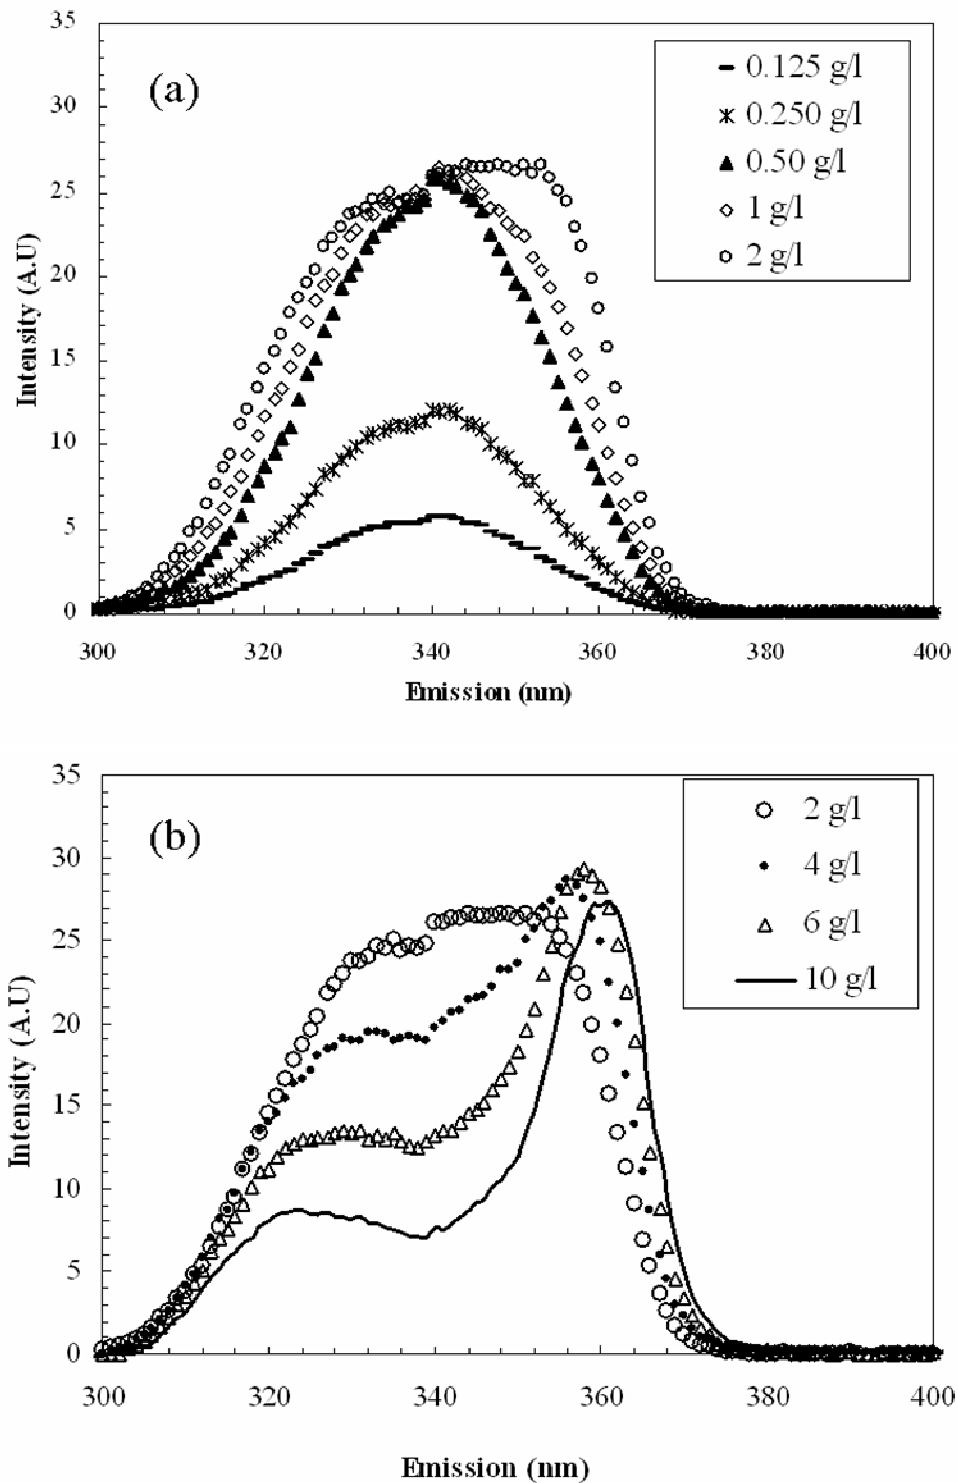 35
30
25
20
15
10
5
0
Intensity (A.U)
(a)
0.125 g/l
0.250 g/l
0.50 g/l
1 g/l
2 g/l
300 320 340 360 380 400
Emission (nm)
35
30
25
20
15
10
5
0
Intensity (A.U)
(b)
2 g/l
4 g/l
6 g/l
10 g/l
300 320 340 360 380 400
Emission (nm)